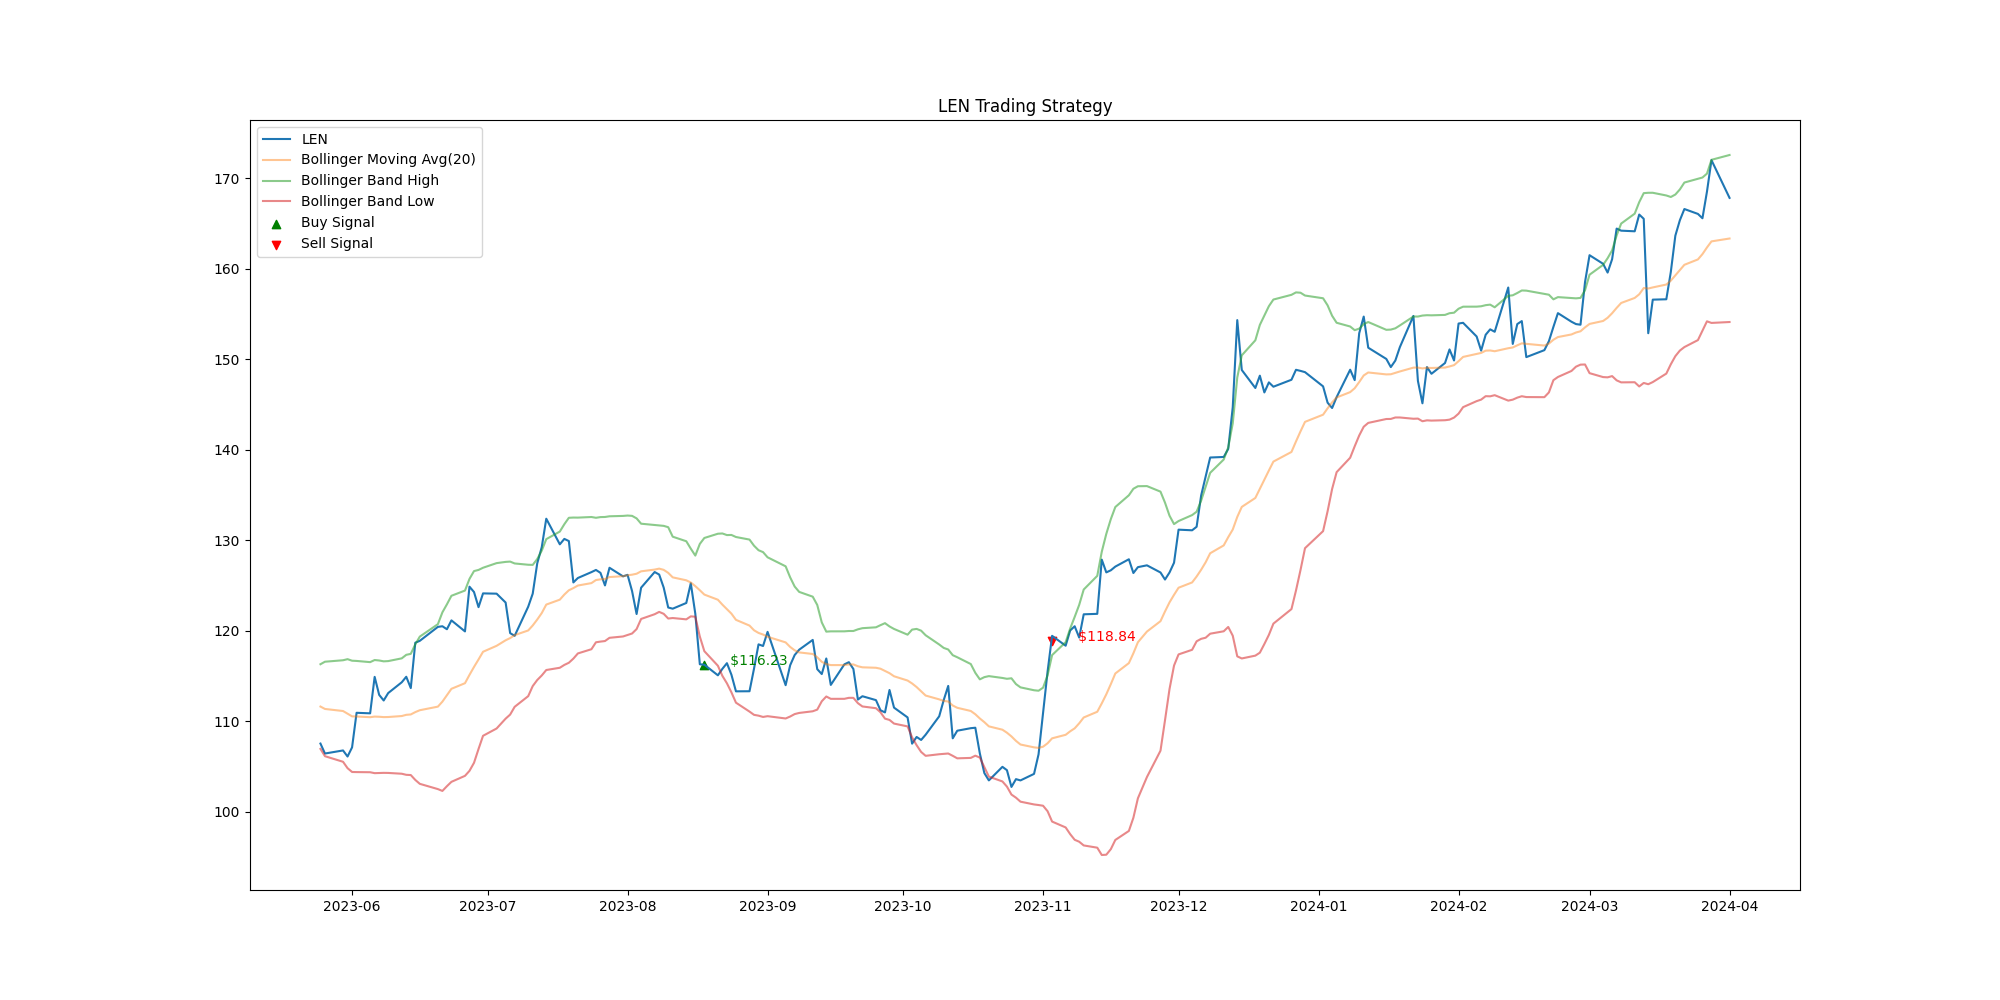 LEN Trading Strategy
LEN
Bollinger Moving Avg(20)
Bollinger Band High
Bollinger Band Low
Buy Signal
Sell Signal
170
160
150
140
130
120
110
100
$116.23
$118.84
2023-06 2023-07 2023-08 2023-09 2023-10 2023-11 2023-12 2024-01 2024-02 2024-03 2024-04